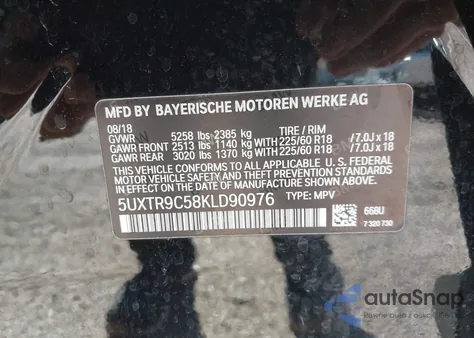 MFD BY BAYERISCHE MOTOREN WERKE AG
08/18
GVWR 5258 lbs 2385 kg TIRE / RIM
GAWR FRONT 2513 lbs 1140 kg WITH 225/60 R18 / 7.0J x 18
GAWR REAR 3020 lbs 1370 kg WITH 225/60 R18 / 7.0J x 18
THIS VEHICLE CONFORMS TO ALL APPLICABLE U.S. FEDERAL
MOTOR VEHICLE SAFETY, BUMPER, AND THEFT PREVENTION
STANDARDS IN EFFECT ON THE DATE OF MANUFACTURE SHOWN ABOVE.
5UXTR9C58KLD90976 TYPE: MPV
668U
7 320 730
autoSnap